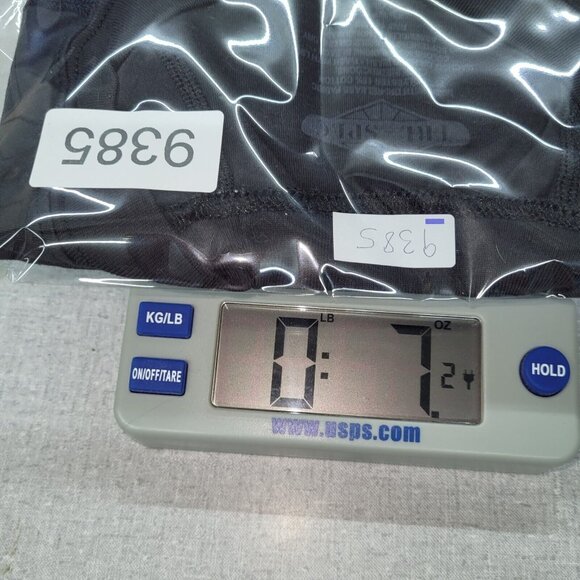 9385
9385
KG/LB
ON/OFF/TARE
LB
OZ
0: 7.2
HOLD
www.usps.com